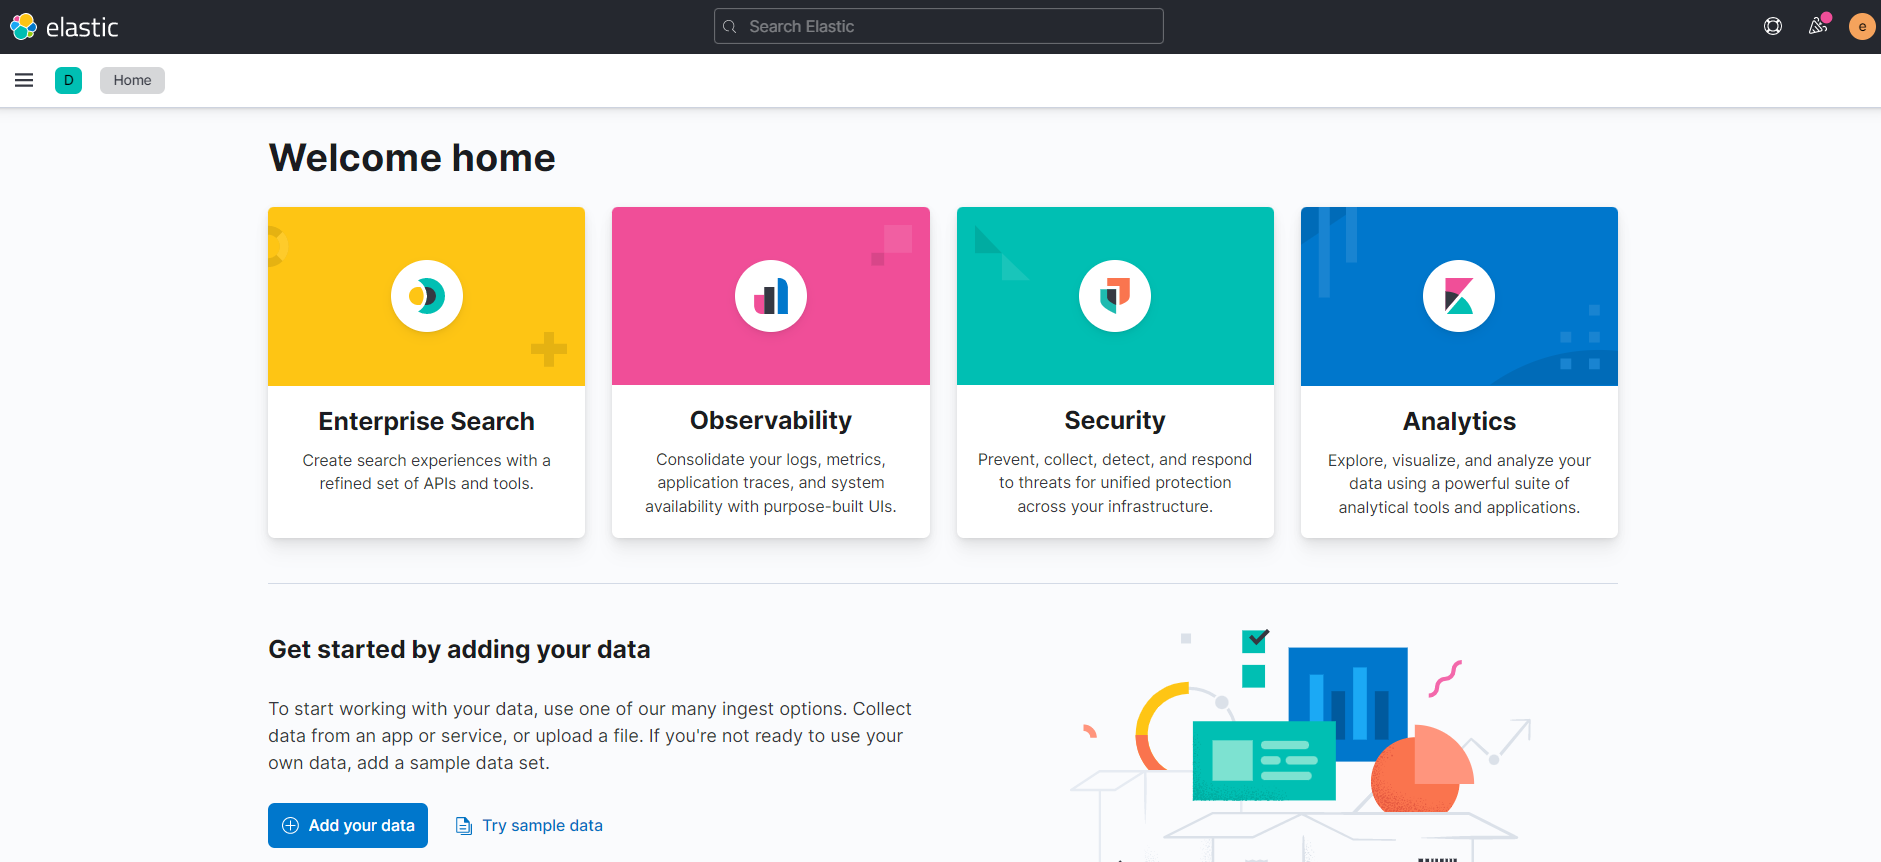 elastic
Search Elastic
e
D
Home
Welcome home
Enterprise Search
Create search experiences with a
refined set of APIs and tools.
Observability
Consolidate your logs, metrics,
application traces, and system
availability with purpose-built UIs.
Security
Prevent, collect, detect, and respond
to threats for unified protection
across your infrastructure.
Analytics
Explore, visualize, and analyze your
data using a powerful suite of
analytical tools and applications.
Get started by adding your data
To start working with your data, use one of our many ingest options. Collect
data from an app or service, or upload a file. If you're not ready to use your
own data, add a sample data set.
Add your data
Try sample data